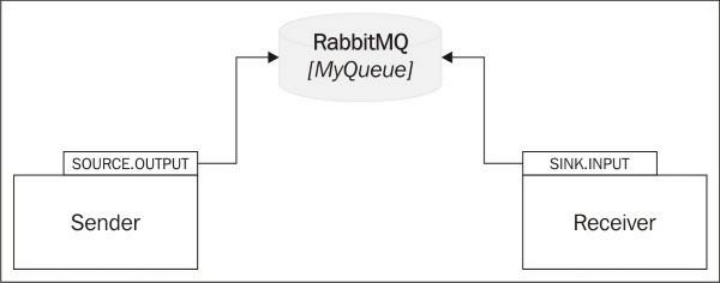 RabbitMQ
[MyQueue]
SOURCE.OUTPUT
SINK.INPUT
Sender
Receiver